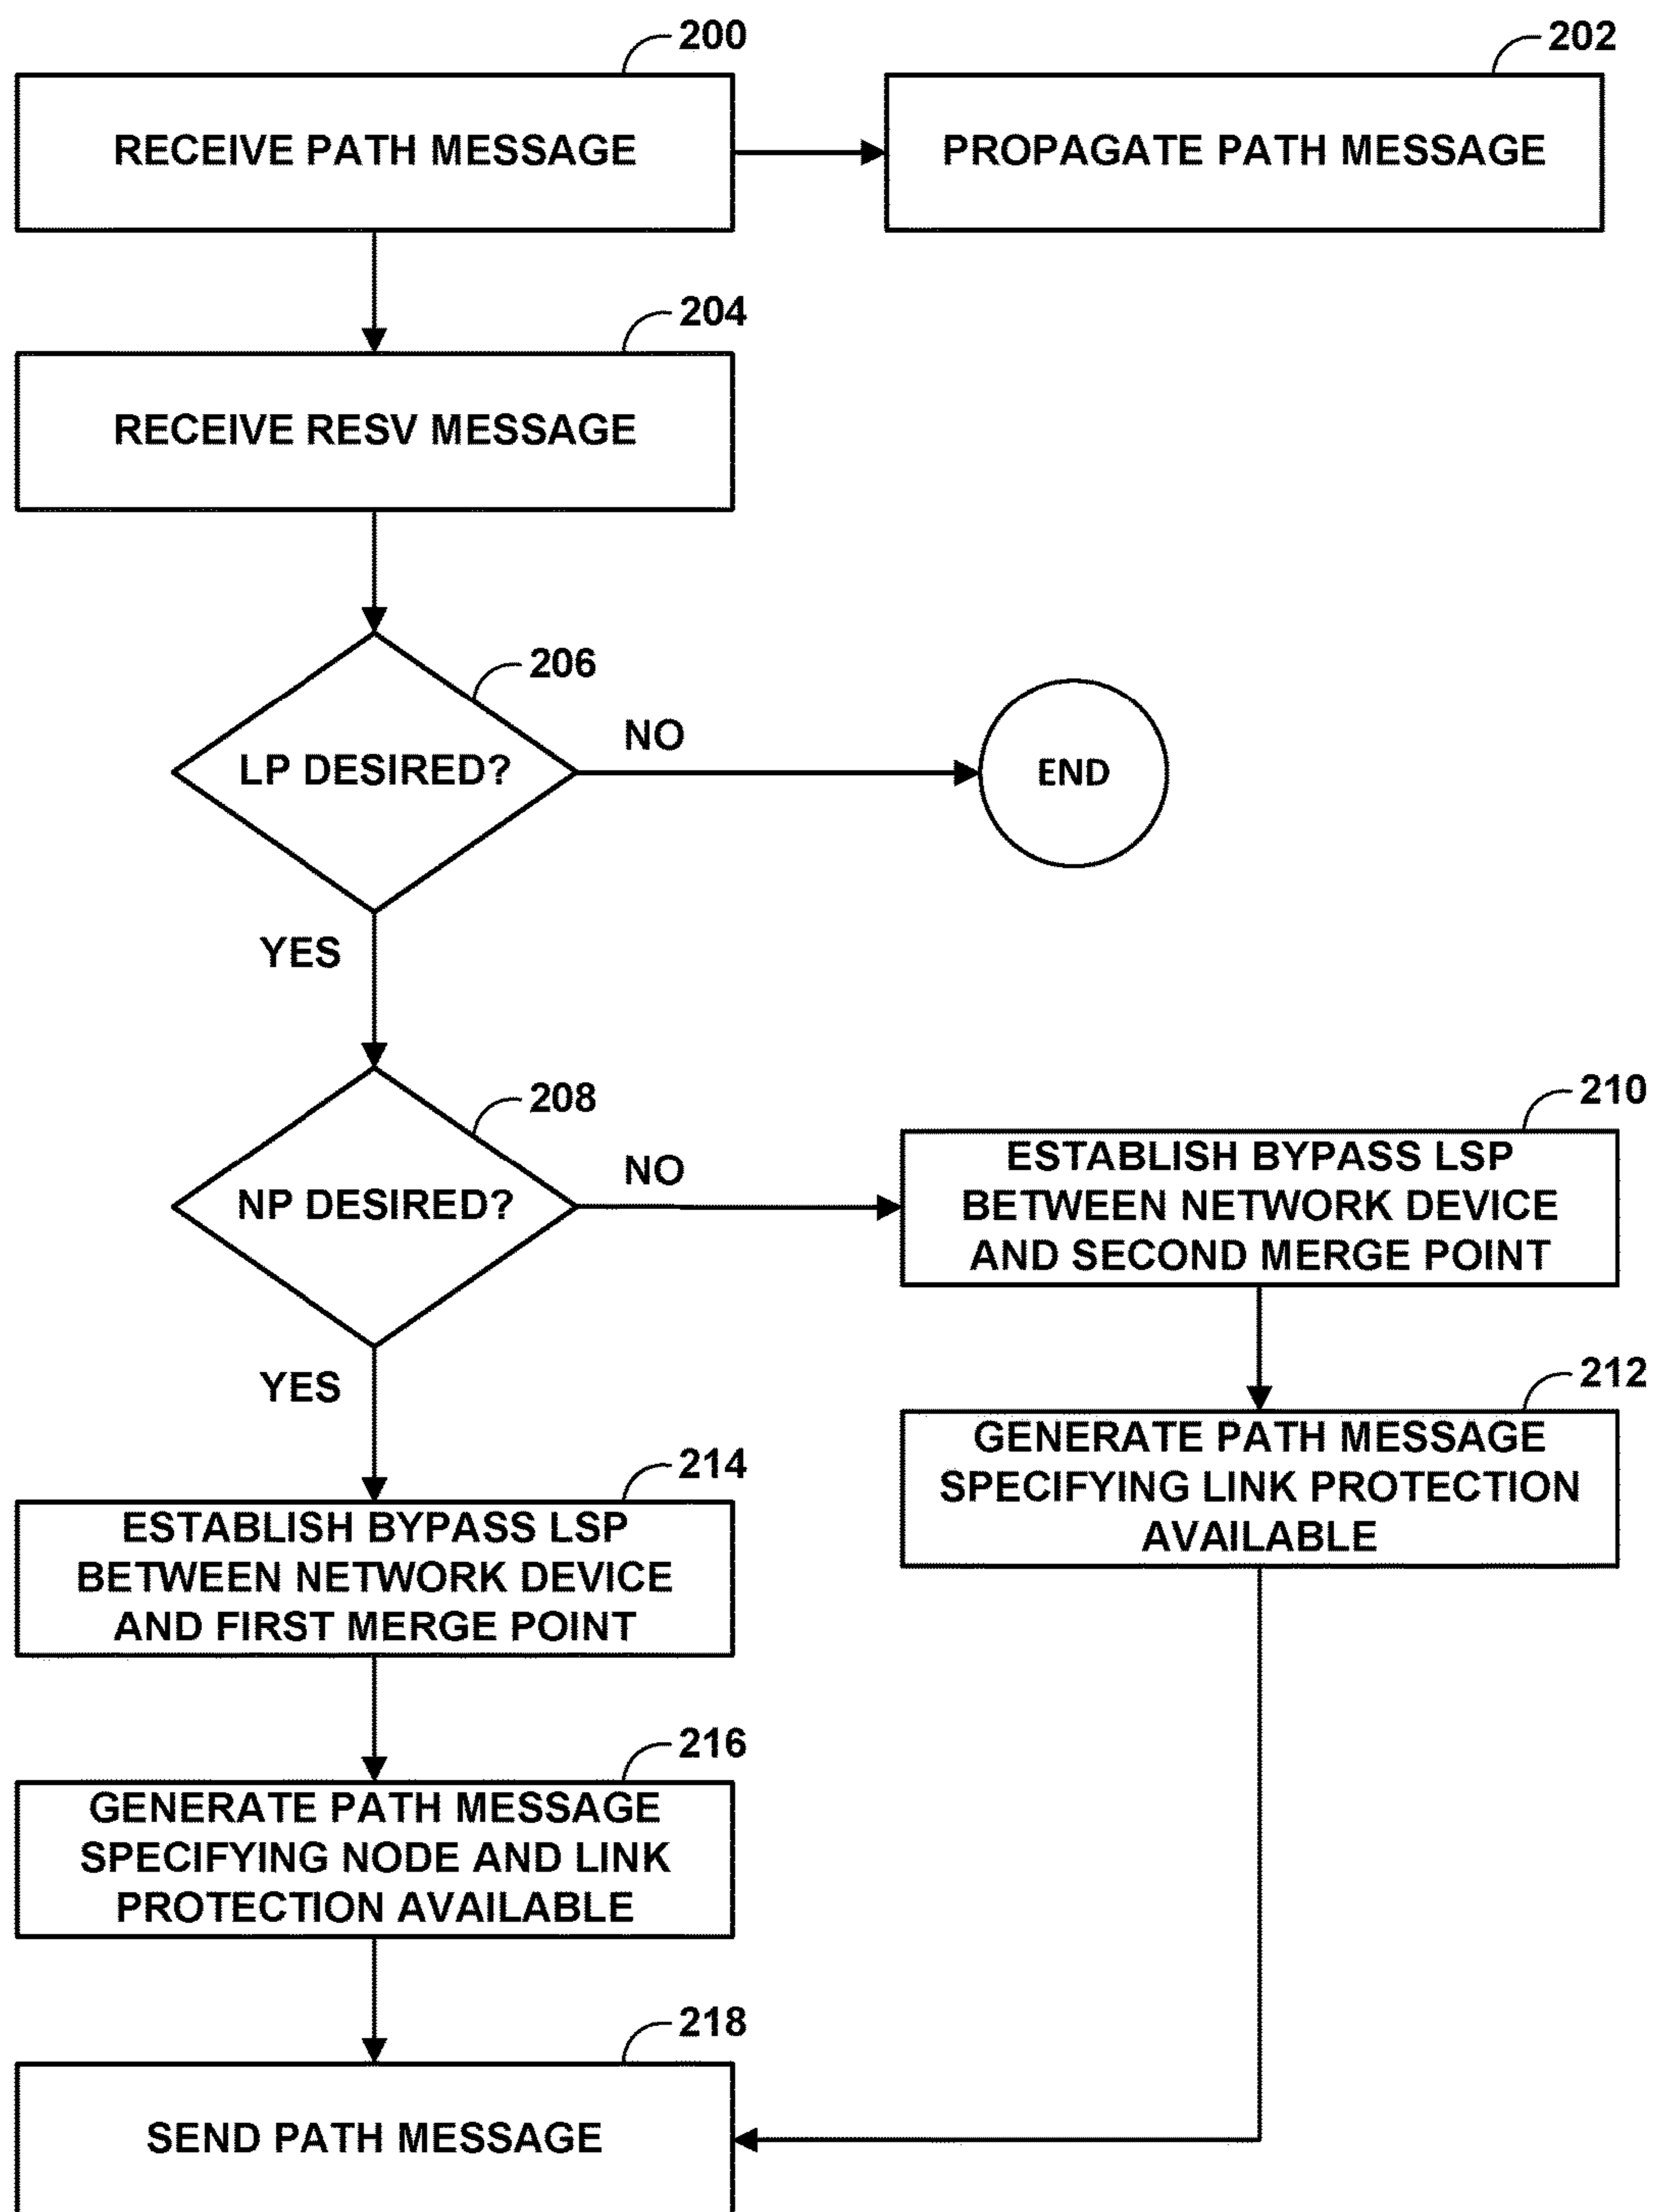 200
202
RECEIVE PATH MESSAGE
PROPAGATE PATH MESSAGE
204
RECEIVE RESV MESSAGE
206
NO
LP DESIRED?
END
YES
208
210
NO
NP DESIRED?
ESTABLISH BYPASS LSP
BETWEEN NETWORK DEVICE
AND SECOND MERGE POINT
YES
212
GENERATE PATH MESSAGE
SPECIFYING LINK PROTECTION
AVAILABLE
214
ESTABLISH BYPASS LSP
BETWEEN NETWORK DEVICE
AND FIRST MERGE POINT
216
GENERATE PATH MESSAGE
SPECIFYING NODE AND LINK
PROTECTION AVAILABLE
218
SEND PATH MESSAGE